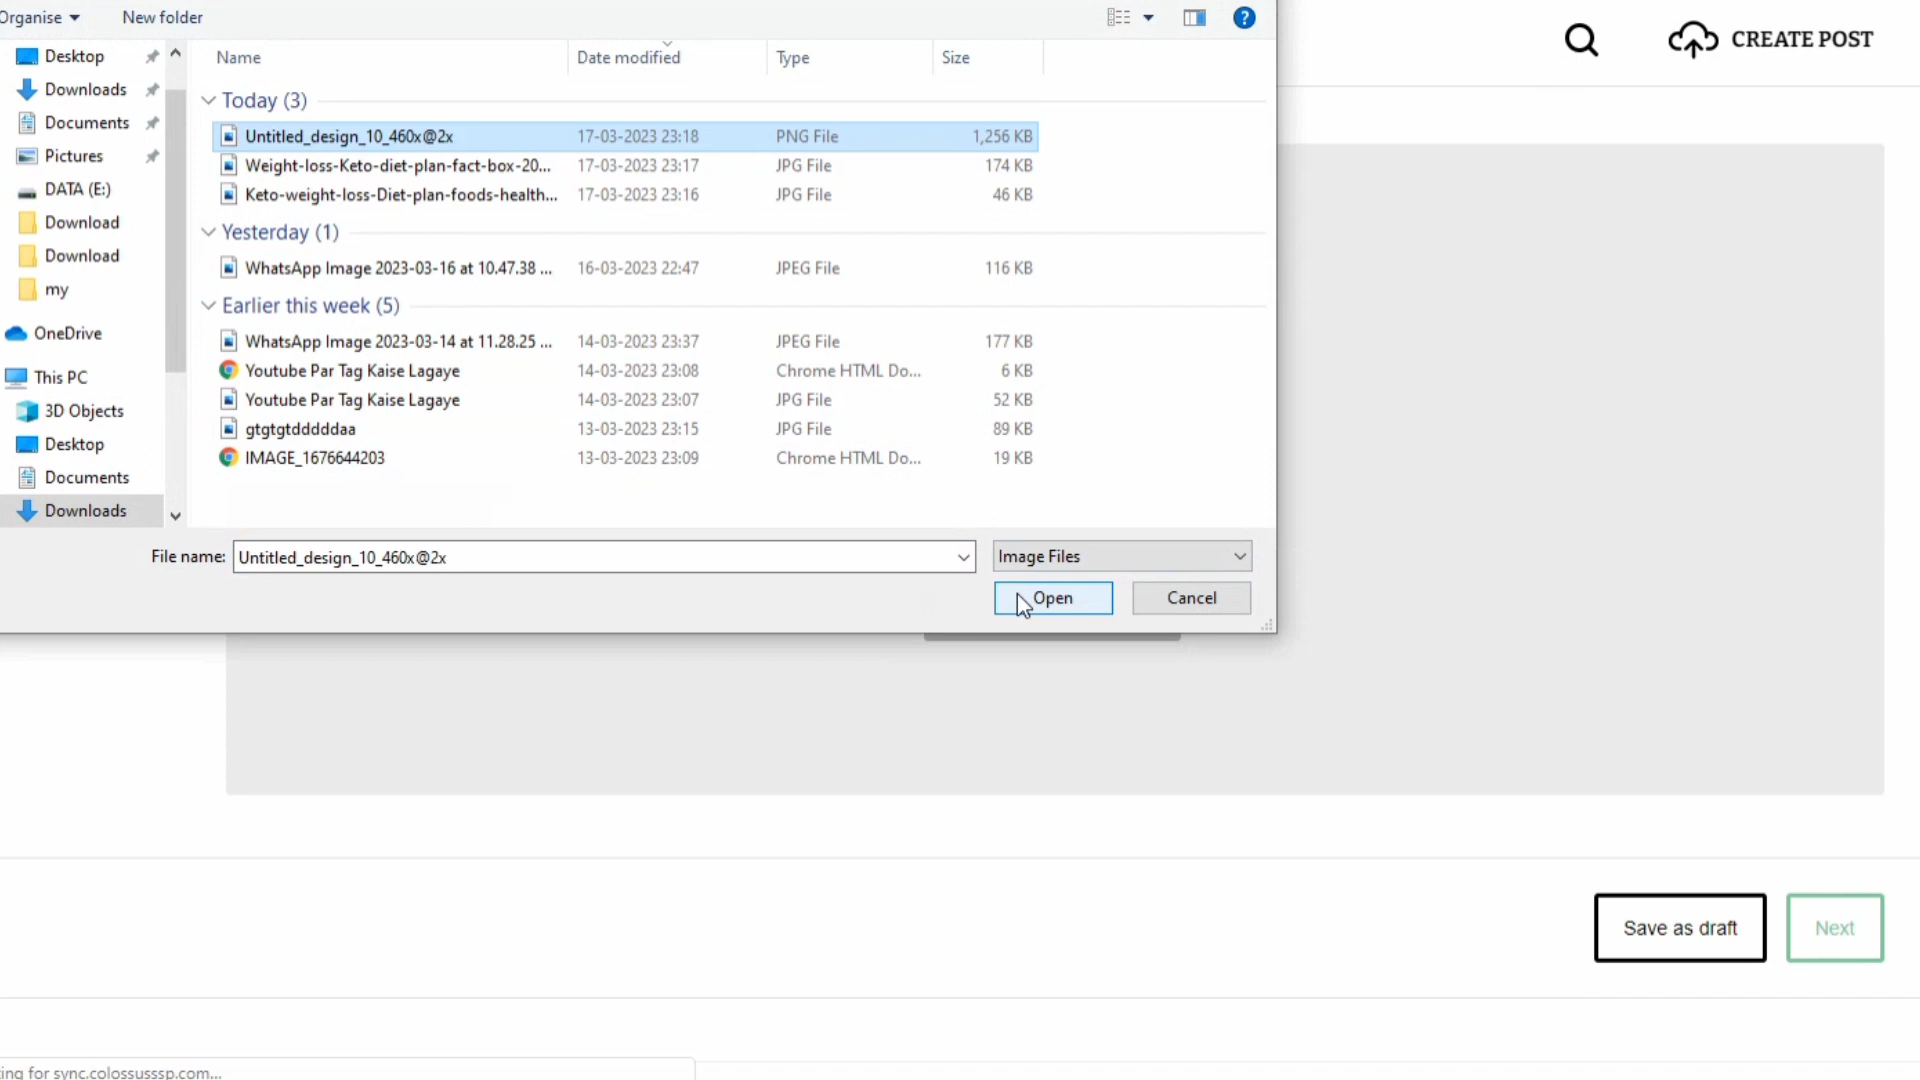 Organise
New folder
CREATE POST
Desktop
Downloads
Documents
Pictures
DATA (E:)
Download
Download
my
OneDrive
This PC
3D Objects
Desktop
Documents
Downloads
Name Date modified Type Size
Today (3)
Untitled_design_10_460x@2x 17-03-2023 23:18 PNG File 1,256 KB
Weight-loss-Keto-diet-plan-fact-box-20... 17-03-2023 23:17 JPG File 174 KB
Keto-weight-loss-Diet-plan-foods-health... 17-03-2023 23:16 JPG File 46 KB
Yesterday (1)
WhatsApp Image 2023-03-16 at 10.47.38 ... 16-03-2023 22:47 JPEG File 116 KB
Earlier this week (5)
WhatsApp Image 2023-03-14 at 11.28.25 ... 14-03-2023 23:37 JPEG File 177 KB
Youtube Par Tag Kaise Lagaye 14-03-2023 23:08 Chrome HTML Do... 6 KB
Youtube Par Tag Kaise Lagaye 14-03-2023 23:07 JPG File 52 KB
gtgtgtdddddaa 13-03-2023 23:15 JPG File 89 KB
IMAGE_1676644203 13-03-2023 23:09 Chrome HTML Do... 19 KB
File name: Untitled_design_10_460x@2x Image Files
Open Cancel
Save as draft Next
ing for sync.colossusssp.com...